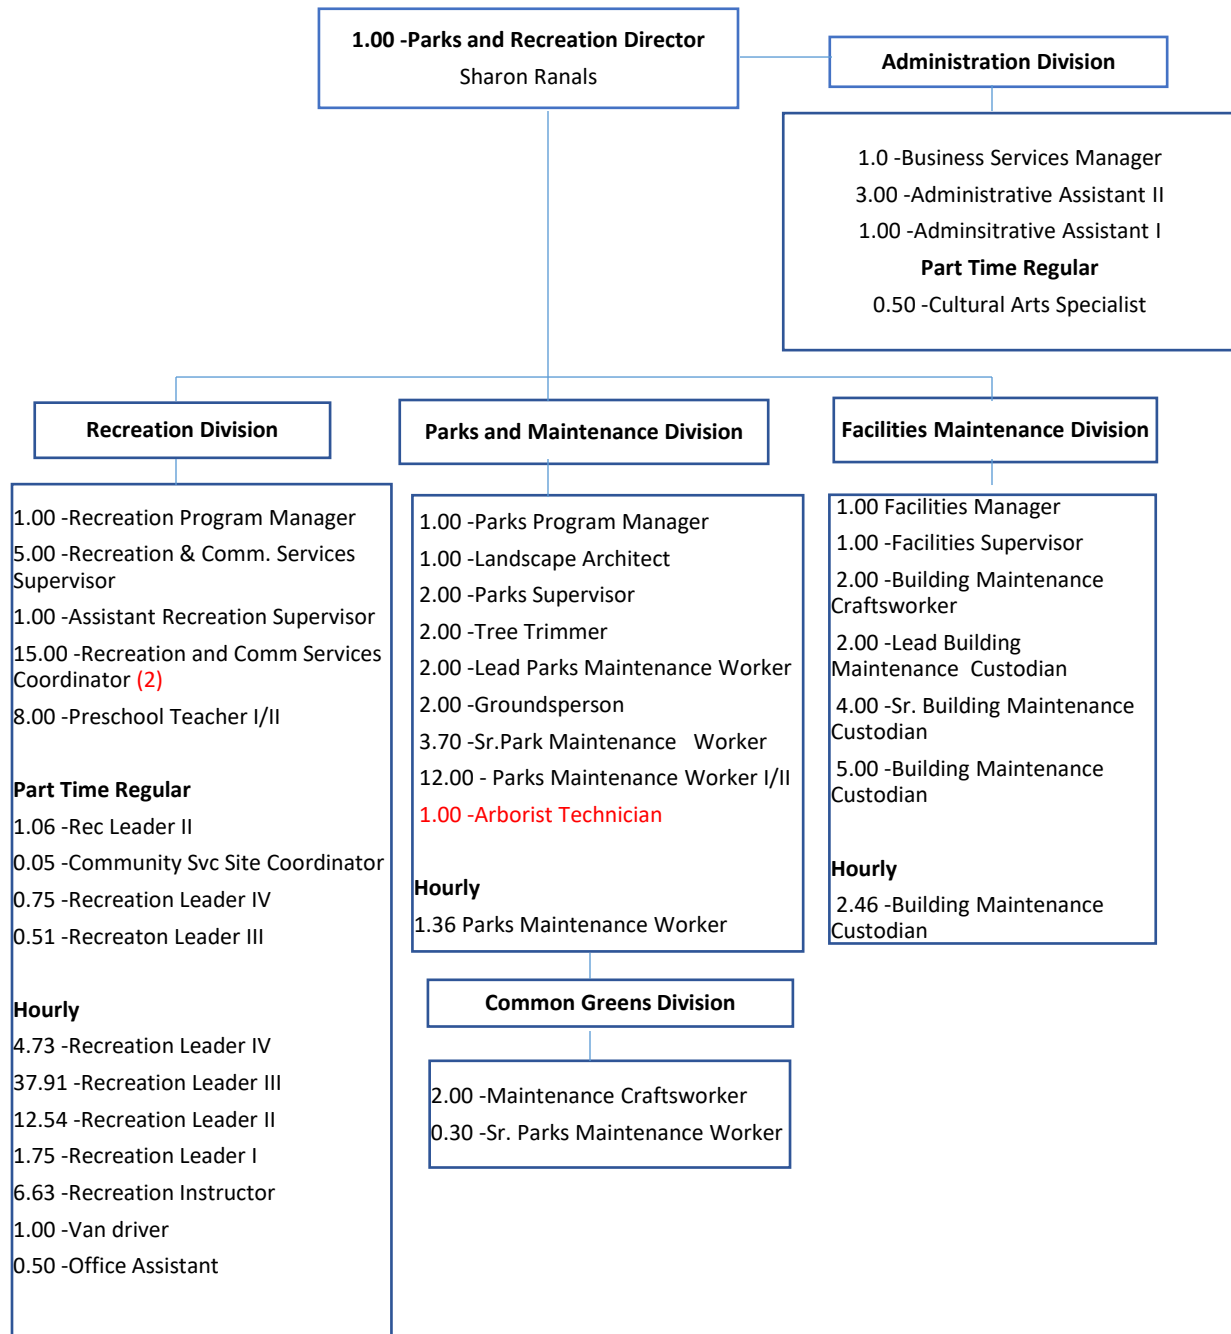 1.00 -Parks and Recreation Director
Sharon Ranals
Administration Division
1.0 -Business Services Manager
3.00 -Administrative Assistant II
1.00 -Adminsitrative Assistant I
Part Time Regular
0.50 -Cultural Arts Specialist
Recreation Division
1.00 -Recreation Program Manager
5.00 -Recreation & Comm. Services
Supervisor
1.00 -Assistant Recreation Supervisor
15.00 -Recreation and Comm Services
Coordinator (2)
8.00 -Preschool Teacher I/II
Part Time Regular
1.06 -Rec Leader II
0.05 -Community Svc Site Coordinator
0.75 -Recreation Leader IV
0.51 -Recreaton Leader III
Hourly
4.73 -Recreation Leader IV
37.91 -Recreation Leader III
12.54 -Recreation Leader II
1.75 -Recreation Leader I
6.63 -Recreation Instructor
1.00 -Van driver
0.50 -Office Assistant
Parks and Maintenance Division
1.00 -Parks Program Manager
1.00 -Landscape Architect
2.00 -Parks Supervisor
2.00 -Tree Trimmer
2.00 -Lead Parks Maintenance Worker
2.00 -Groundsperson
3.70 -Sr.Park Maintenance Worker
12.00 - Parks Maintenance Worker I/II
1.00 -Arborist Technician
Hourly
1.36 Parks Maintenance Worker
Common Greens Division
2.00 -Maintenance Craftsworker
0.30 -Sr. Parks Maintenance Worker
Facilities Maintenance Division
1.00 Facilities Manager
1.00 -Facilities Supervisor
2.00 -Building Maintenance
Craftsworker
2.00 -Lead Building
Maintenance Custodian
4.00 -Sr. Building Maintenance
Custodian
5.00 -Building Maintenance
Custodian
Hourly
2.46 -Building Maintenance
Custodian